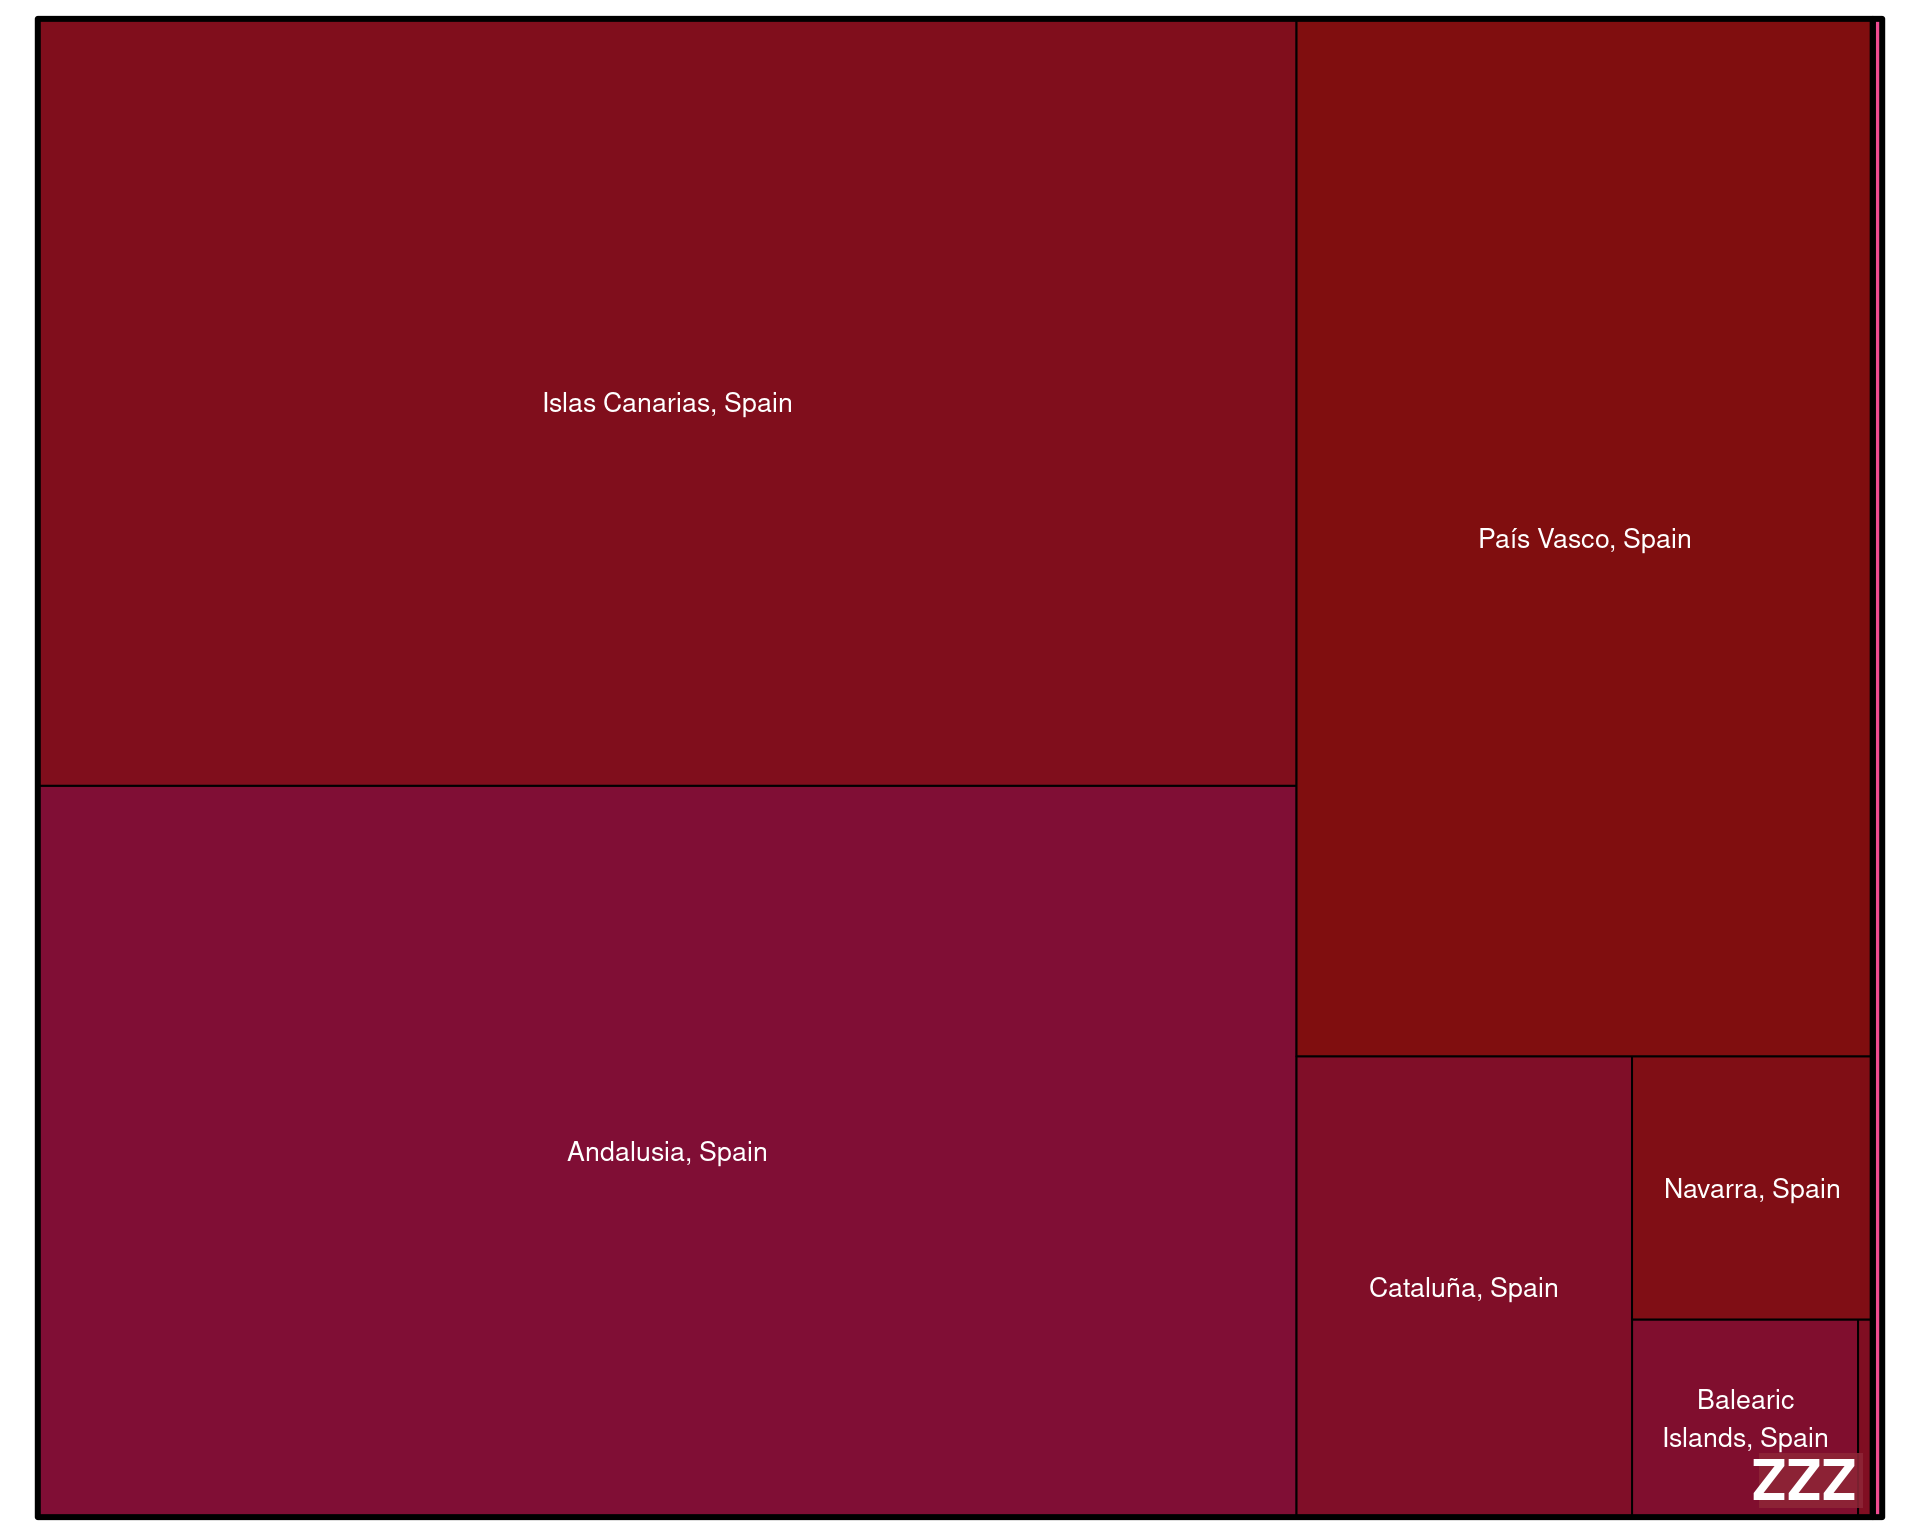 Islas Canarias, Spain
País Vasco, Spain
Andalusia, Spain
Navarra, Spain
Cataluña, Spain
Balearic
Islands, Spain
ZZZ